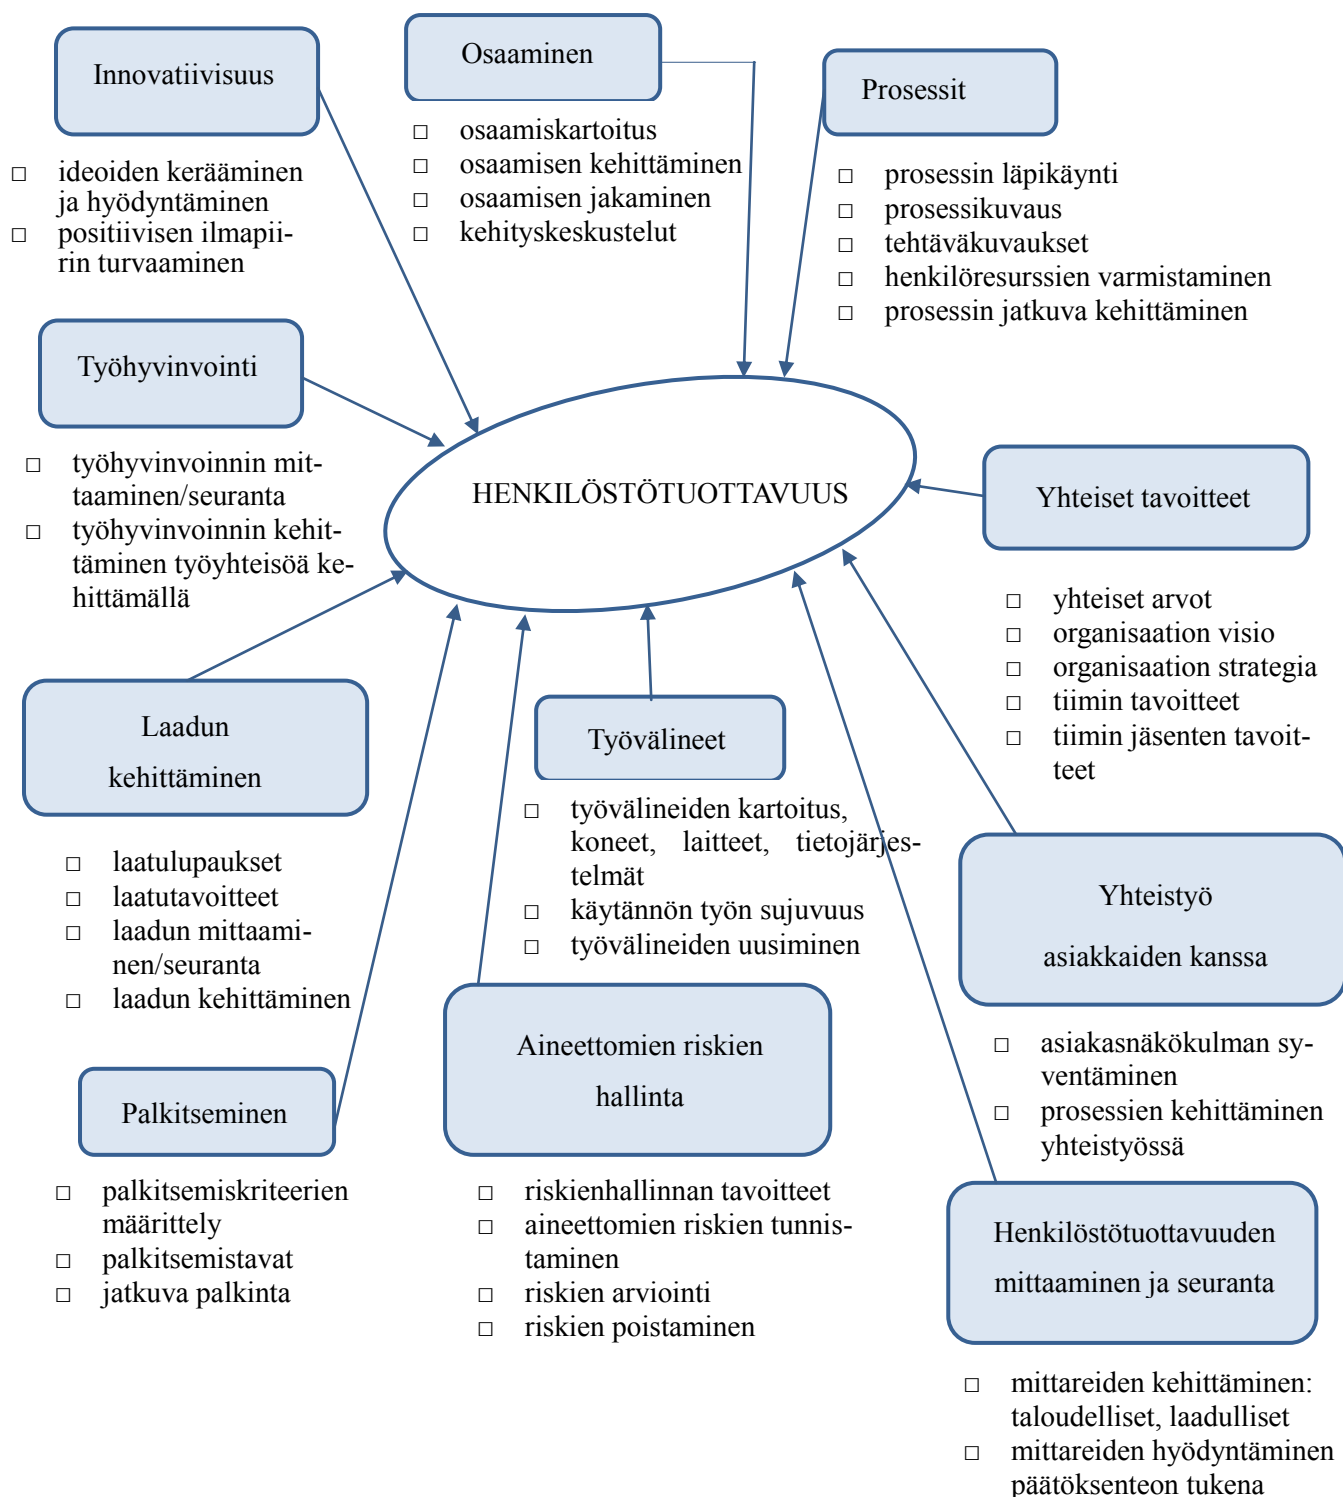 Innovatiivisuus
□ ideoiden kerääminen
ja hyödyntäminen
□ positiivisen ilmapii-
rin turvaaminen
Osaaminen
□ osaamiskartoitus
□ osaamisen kehittäminen
□ osaamisen jakaminen
□ kehityskeskustelut
Prosessit
□ prosessin läpikäynti
□ prosessikuvaus
□ tehtäväkuvaukset
□ henkilöresurssien varmistaminen
□ prosessin jatkuva kehittäminen
Työhyvinvointi
□ työhyvinvoinnin mit-
taaminen/seuranta
□ työhyvinvoinnin kehit-
täminen työyhteisöä ke-
hittämällä
HENKILÖSTÖTUOTTAVUUS
Yhteiset tavoitteet
□ yhteiset arvot
□ organisaation visio
□ organisaation strategia
□ tiimin tavoitteet
□ tiimin jäsenten tavoit-
teet
Laadun
kehittäminen
□ laatulupaukset
□ laatutavoitteet
□ laadun mittaami-
nen/seuranta
□ laadun kehittäminen
Työvälineet
□ työvälineiden kartoitus,
koneet, laitteet, tietojärjes-
telmät
□ käytännön työn sujuvuus
□ työvälineiden uusiminen
Yhteistyö
asiakkaiden kanssa
□ asiakasnäkökulman sy-
ventäminen
□ prosessien kehittäminen
yhteistyössä
Palkitseminen
□ palkitsemiskriteerien
määrittely
□ palkitsemistavat
□ jatkuva palkinta
Aineettomien riskien
hallinta
□ riskienhallinnan tavoitteet
□ aineettomien riskien tunnis-
taminen
□ riskien arviointi
□ riskien poistaminen
Henkilöstötuottavuuden
mittaaminen ja seuranta
□ mittareiden kehittäminen:
taloudelliset, laadulliset
□ mittareiden hyödyntäminen
päätöksenteon tukena